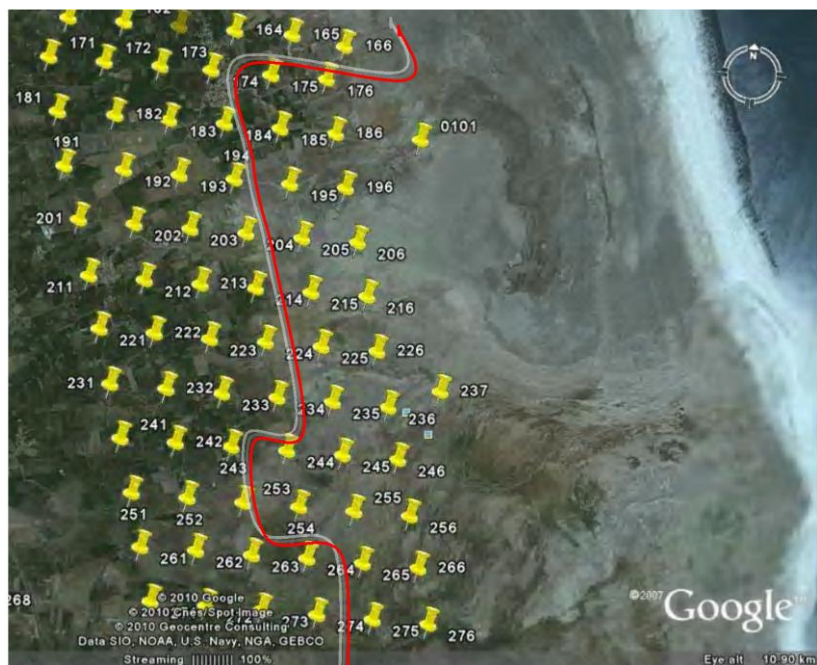 164 165 166
171 172 173 174 175 176
181 182 183 184 185 186 0101
191 192 193 194 195 196
201 202 203 204 205 206
211 212 213 214 215 216
221 222 223 224 225 226
231 232 233 234 235 236 237
241 242 243 244 245 246
251 252 253 254 255 256
261 262 263 264 265 266
268 273 274 275 276
N
© 2010 Google
© 2010 Cnes/Spot Image
© 2010 Geocentre Consulting
Data SIO, NOAA, U.S. Navy, NGA, GEBCO
©2007 Google™
Streaming 100%
Eye alt 10.90 km